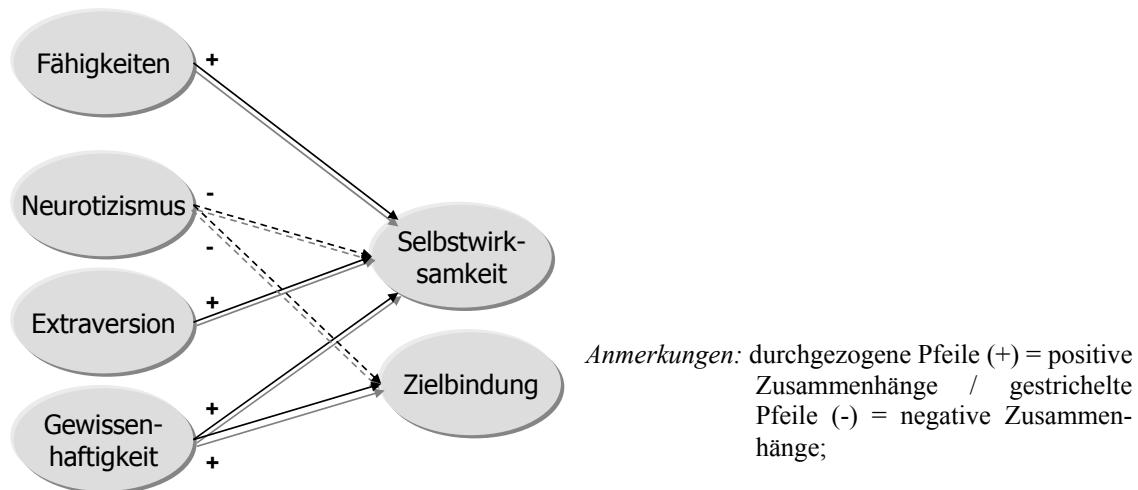 Fähigkeiten
+
Neurotizismus
-
-
Selbstwirk-
samkeit
Extraversion
+
Zielbindung
Gewissen-
haftigkeit
+
+
Anmerkungen: durchgezogene Pfeile (+) = positive
Zusammenhänge / gestrichelte
Pfeile (-) = negative Zusammen-
hänge;